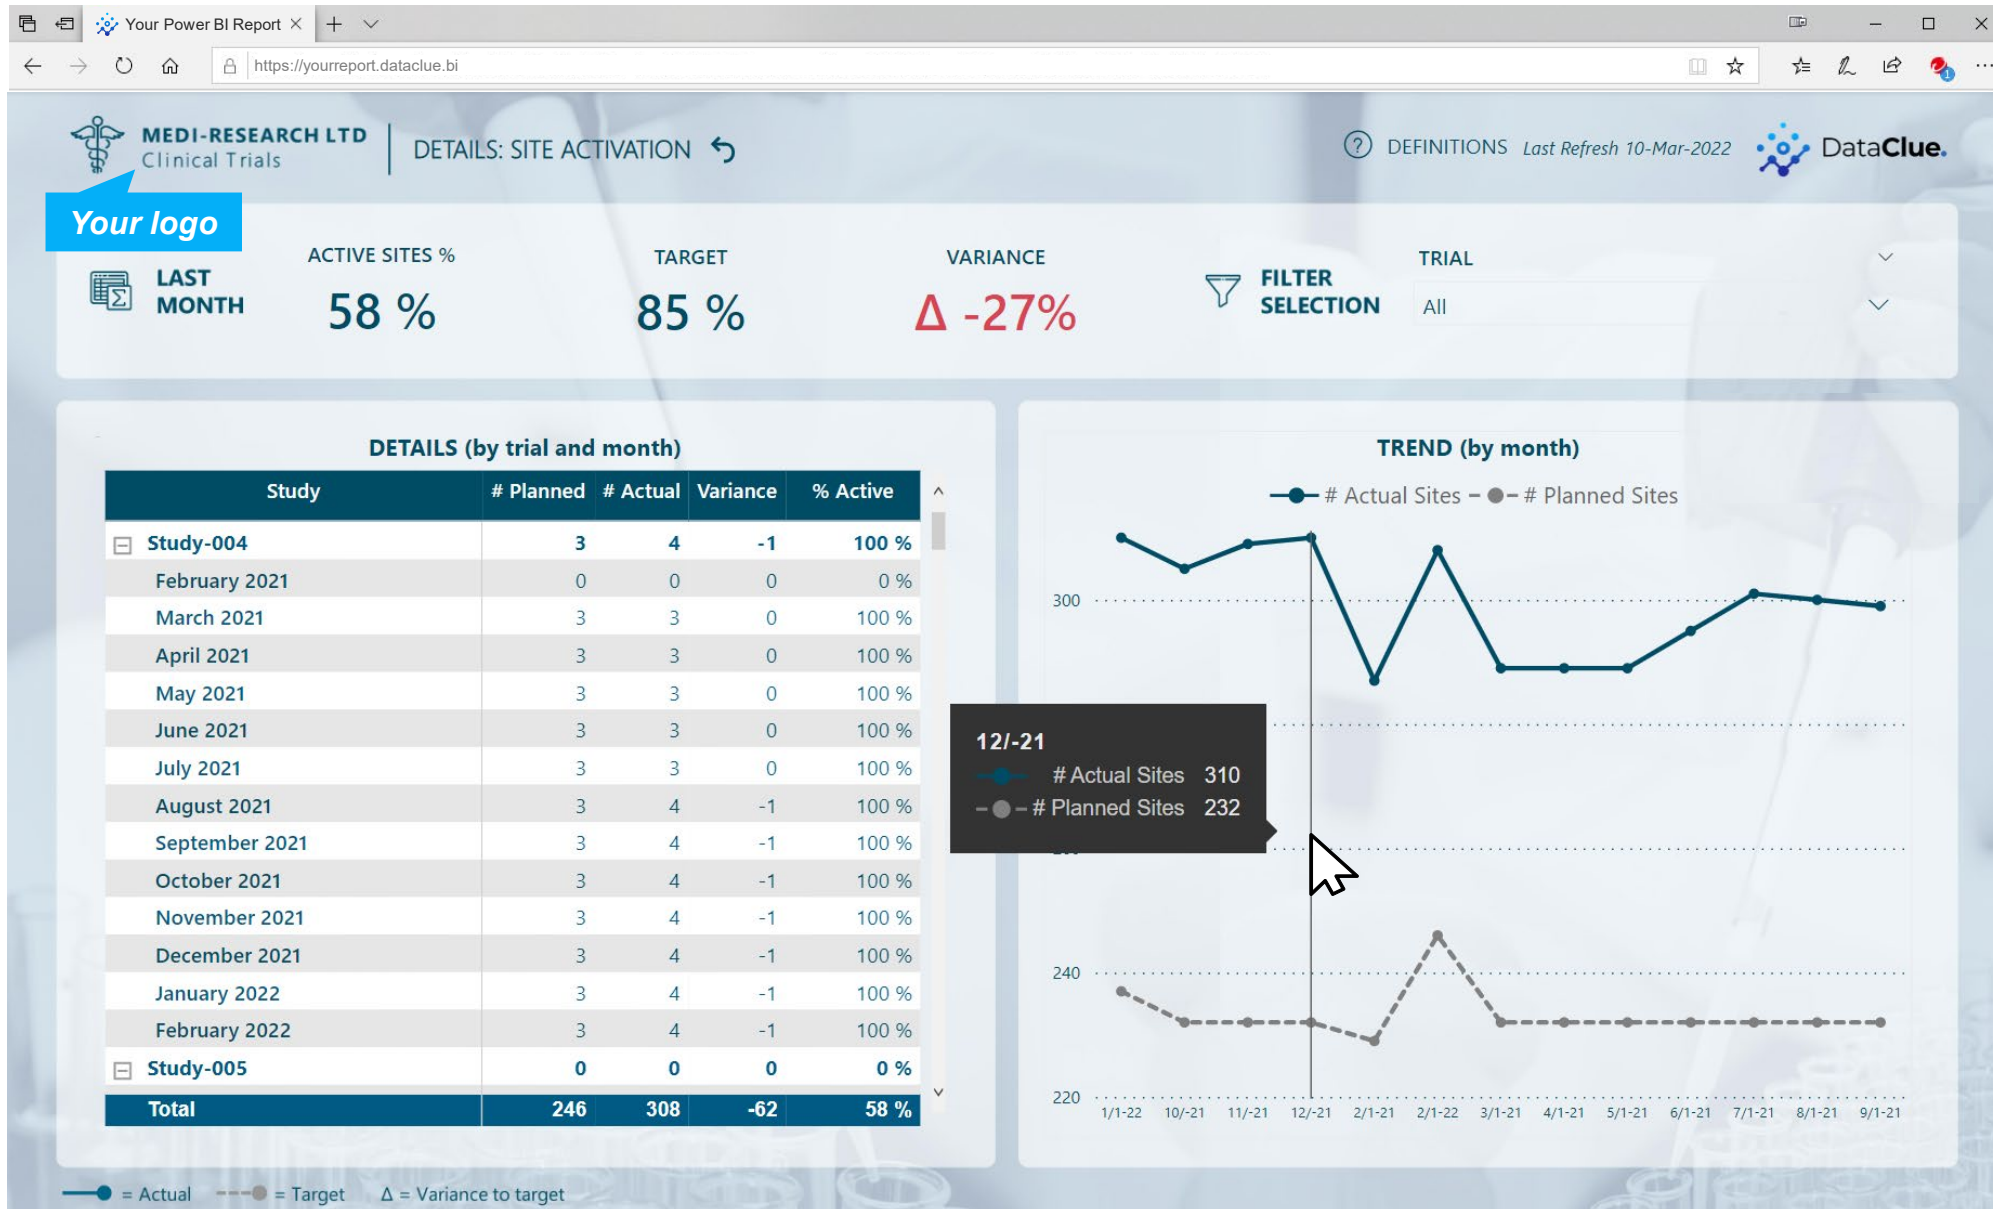 Your Power BI Report
https://yourreport.dataclue.bi
MEDI-RESEARCH LTD
Clinical Trials
DETAILS: SITE ACTIVATION
? DEFINITIONS Last Refresh 10-Mar-2022
DataClue.
Your logo
LAST
MONTH
ACTIVE SITES %
58 %
TARGET
85 %
VARIANCE
Δ -27%
FILTER
SELECTION
TRIAL
All
DETAILS (by trial and month)
Study # Planned # Actual Variance % Active
Study-004 3 4 -1 100 %
February 2021 0 0 0 0 %
March 2021 3 3 0 100 %
April 2021 3 3 0 100 %
May 2021 3 3 0 100 %
June 2021 3 3 0 100 %
July 2021 3 3 0 100 %
August 2021 3 4 -1 100 %
September 2021 3 4 -1 100 %
October 2021 3 4 -1 100 %
November 2021 3 4 -1 100 %
December 2021 3 4 -1 100 %
January 2022 3 4 -1 100 %
February 2022 3 4 -1 100 %
Study-005 0 0 0 0 %
Total 246 308 -62 58 %
TREND (by month)
# Actual Sites # Planned Sites
300
12/-21
# Actual Sites 310
# Planned Sites 232
240
220
1/1-22 10/-21 11/-21 12/-21 2/1-21 2/1-22 3/1-21 4/1-21 5/1-21 6/1-21 7/1-21 8/1-21 9/1-21
= Actual = Target Δ = Variance to target